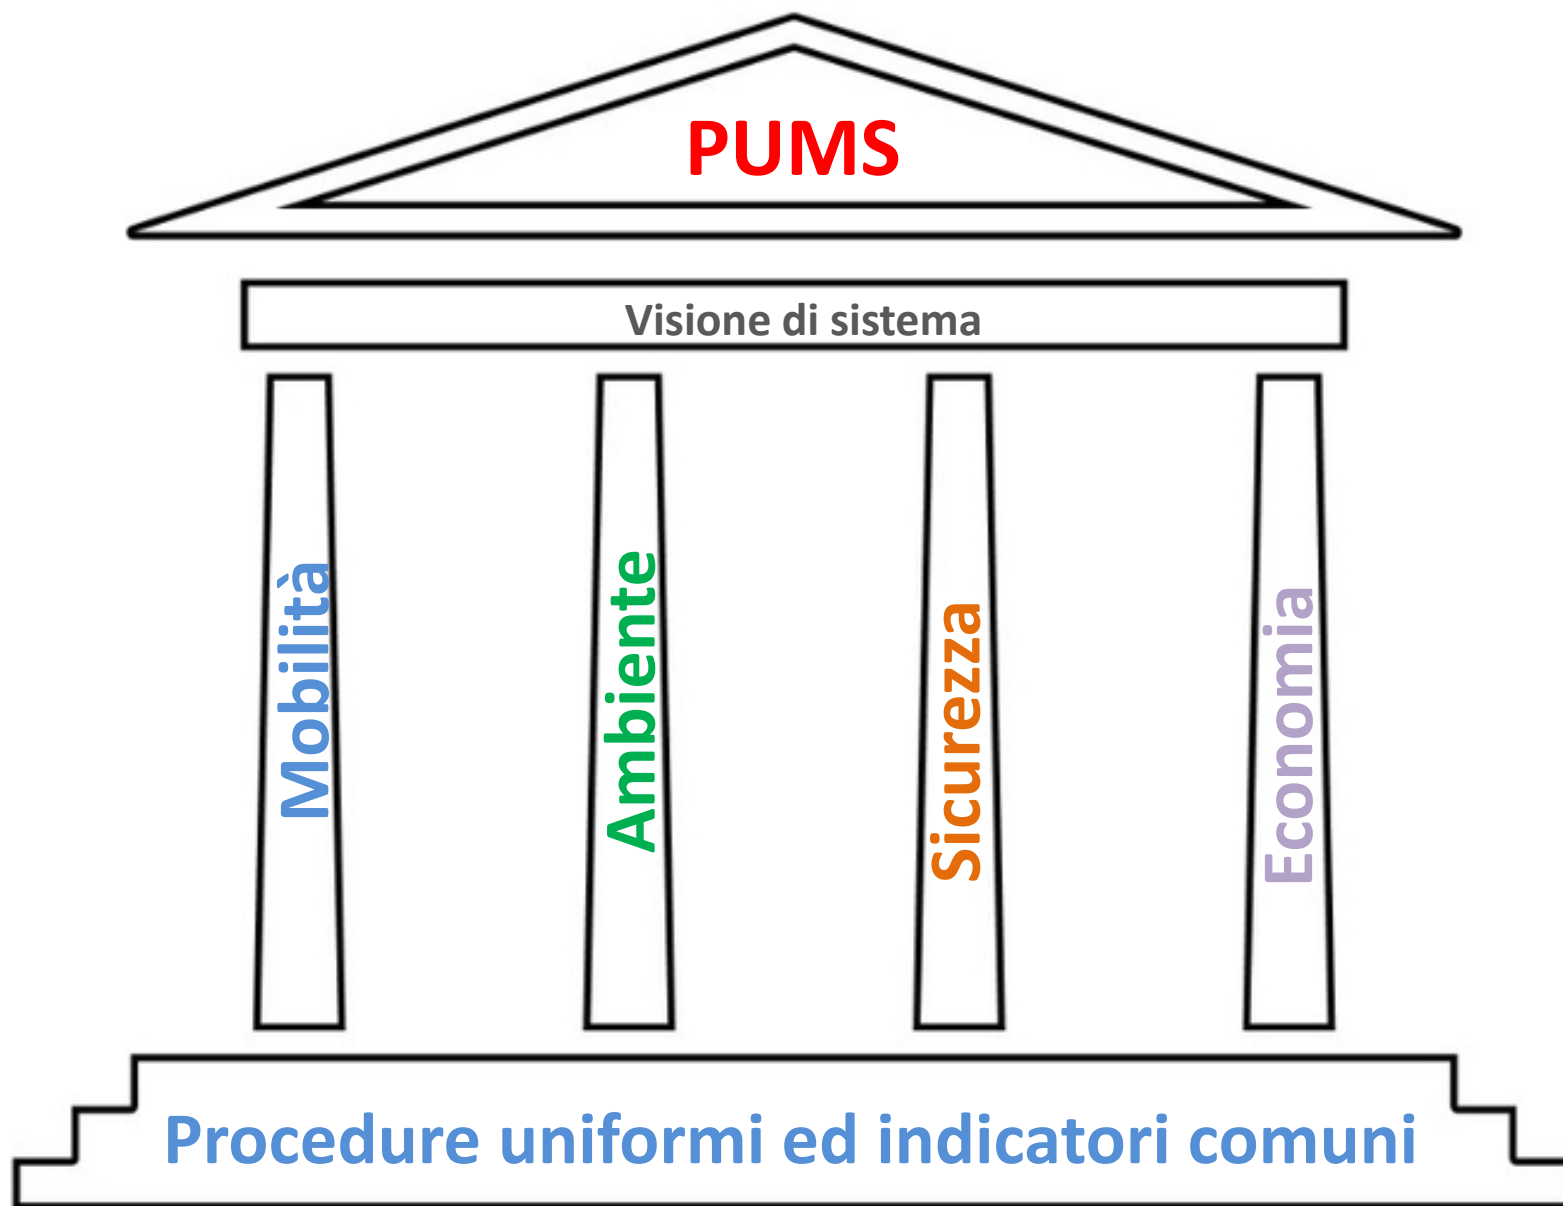 PUMS
Visione di sistema
Mobilità
Ambiente
Sicurezza
Economia
Procedure uniformi ed indicatori comuni